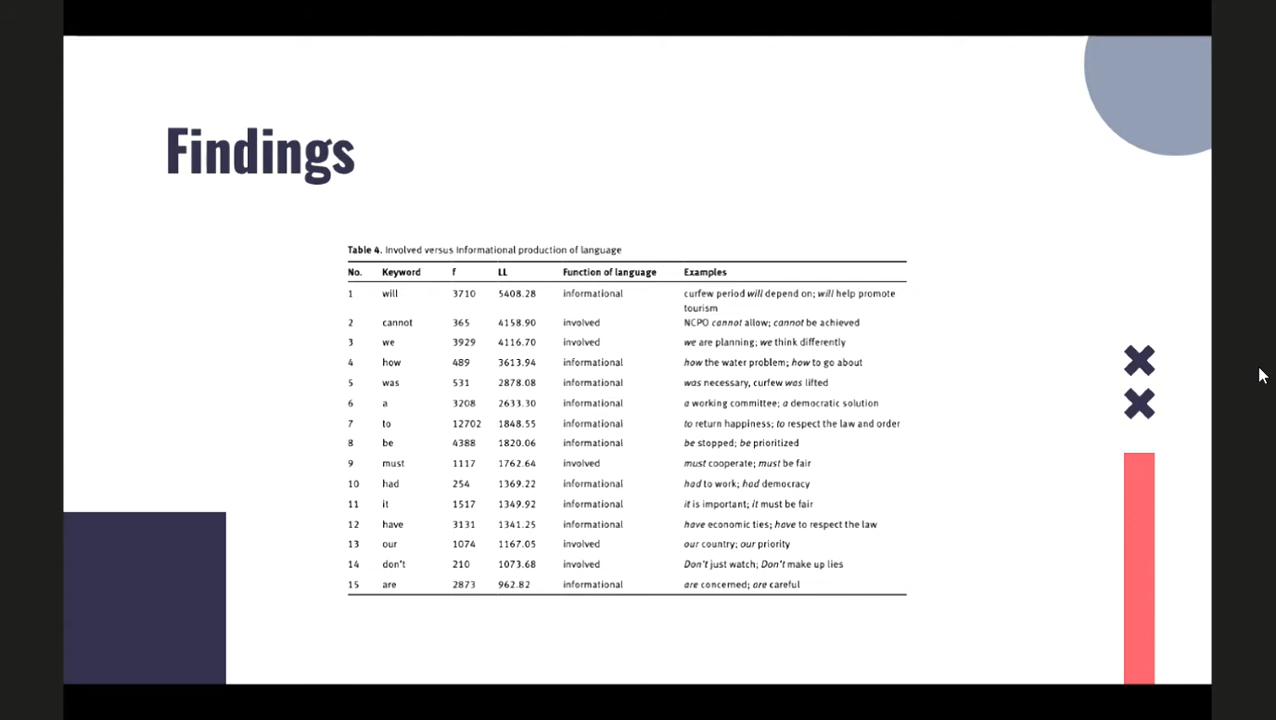 Findings
Table 4. Involved versus Informational production of language
No. Keyword f LL Function of language Examples
1 will 3710 5408.28 informational curfew period will depend on; will help promote
tourism
2 cannot 365 4158.90 involved NCPO cannot allow; cannot be achieved
3 we 3929 4116.70 involved we are planning; we think differently
4 how 489 3613.94 informational how the water problem; how to go about
5 was 531 2878.08 informational was necessary, curfew was lifted
6 a 3208 2633.30 informational a working committee; a democratic solution
7 to 12702 1848.55 informational to return happiness; to respect the law and order
8 be 4388 1820.06 informational be stopped; be prioritized
9 must 1117 1762.64 involved must cooperate; must be fair
10 had 254 1369.22 informational had to work; had democracy
11 it 1517 1349.92 informational it is important; it must be fair
12 have 3131 1341.25 informational have economic ties; have to respect the law
13 our 1074 1167.05 involved our country; our priority
14 don't 210 1073.68 involved Don't just watch; Don't make up lies
15 are 2873 962.82 informational are concerned; are careful